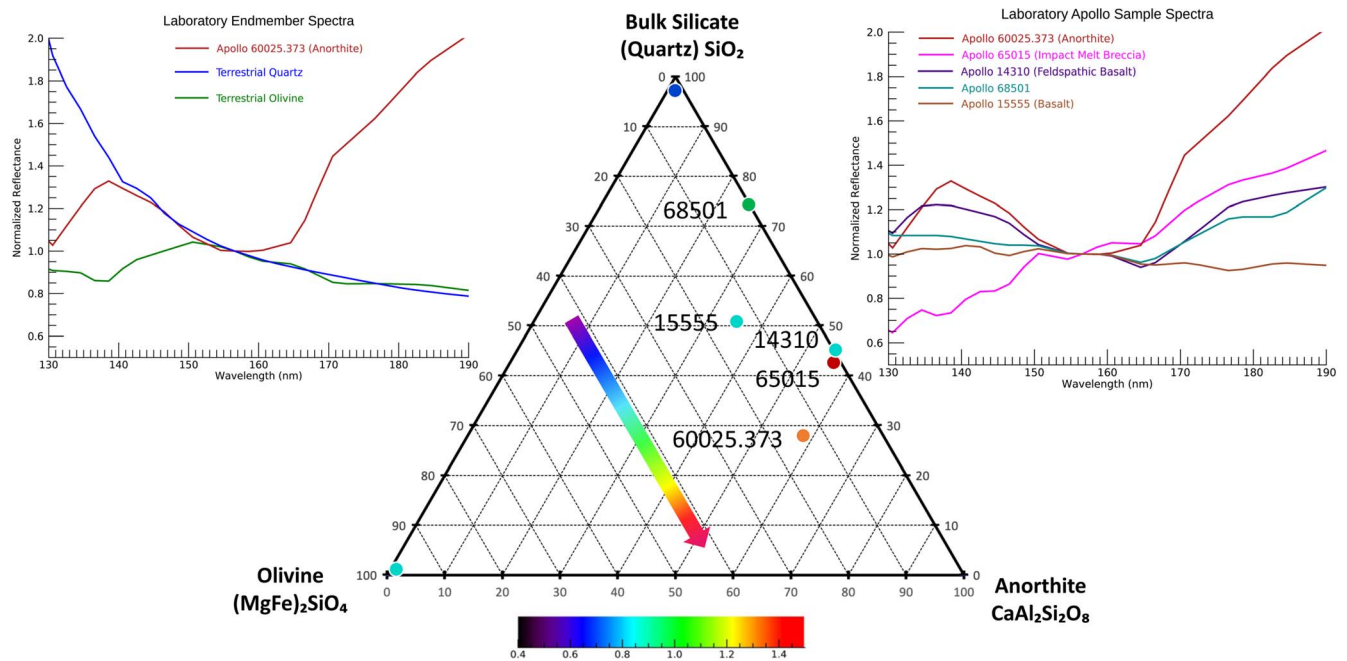 Laboratory Endmember Spectra
Apollo 60025.373 (Anorthite)
Terrestrial Quartz
Terrestrial Olivine
Normalized Reflectance
2.0
1.8
1.6
1.4
1.2
1.0
0.8
0.6
130 140 150 160 170 180 190
Wavelength (nm)
Bulk Silicate
(Quartz) SiO₂
0 100
10 90
20 80
68501
30 70
40 60
15555
50 50
14310
65015
60 40
60025.373
70 30
80 20
90 10
100 0
0 10 20 30 40 50 60 70 80 90 100
Olivine
(MgFe)₂SiO₄
Anorthite
CaAl₂Si₂O₈
0.4 0.6 0.8 1.0 1.2 1.4
Laboratory Apollo Sample Spectra
Apollo 60025.373 (Anorthite)
Apollo 65015 (Impact Melt Breccia)
Apollo 14310 (Feldspathic Basalt)
Apollo 68501
Apollo 15555 (Basalt)
Normalized Reflectance
2.0
1.8
1.6
1.4
1.2
1.0
0.8
0.6
130 140 150 160 170 180 190
Wavelength (nm)